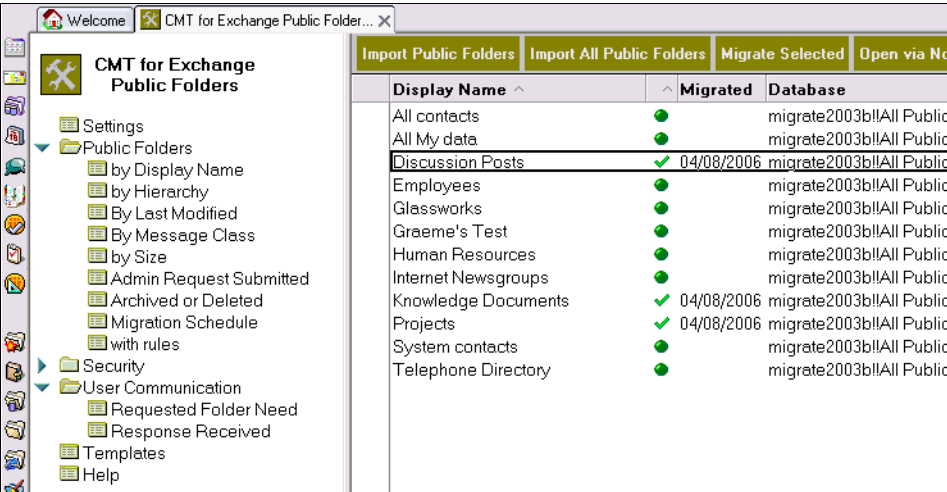 Welcome
CMT for Exchange Public Folder...
CMT for Exchange
Public Folders
Settings
Public Folders
by Display Name
by Hierarchy
By Last Modified
By Message Class
by Size
Admin Request Submitted
Archived or Deleted
Migration Schedule
with rules
Security
User Communication
Requested Folder Need
Response Received
Templates
Help
Import Public Folders Import All Public Folders Migrate Selected Open via No
Display Name Migrated Database
All contacts migrate2003b!!All Public
All My data migrate2003b!!All Public
Discussion Posts 04/08/2006 migrate2003b!!All Public
Employees migrate2003b!!All Public
Glassworks migrate2003b!!All Public
Graeme's Test migrate2003b!!All Public
Human Resources migrate2003b!!All Public
Internet Newsgroups migrate2003b!!All Public
Knowledge Documents 04/08/2006 migrate2003b!!All Public
Projects 04/08/2006 migrate2003b!!All Public
System contacts migrate2003b!!All Public
Telephone Directory migrate2003b!!All Public